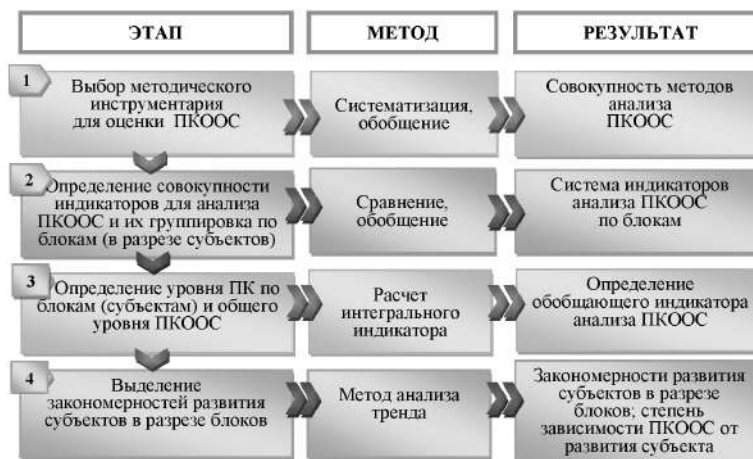 ЭТАП
МЕТОД
РЕЗУЛЬТАТ
1
Выбор методического
инструментария
для оценки ПКООС
Систематизация,
обобщение
Совокупность методов
анализа
ПКООС
2
Определение совокупности
индикаторов для анализа
ПКООС и их группировка по
блокам (в разрезе субъектов)
Сравнение,
обобщение
Система индикаторов
анализа ПКООС
по блокам
3
Определение уровня ПК по
блокам (субъектам) и общего
уровня ПКООС
Расчет
интегрального
индикатора
Определение
обобщающего индикатора
анализа ПКООС
4
Выделение
закономерностей развития
субъектов в разрезе блоков
Метод анализа
тренда
Закономерности развития
субъектов в разрезе
блоков; степень
зависимости ПКООС от
развития субъекта